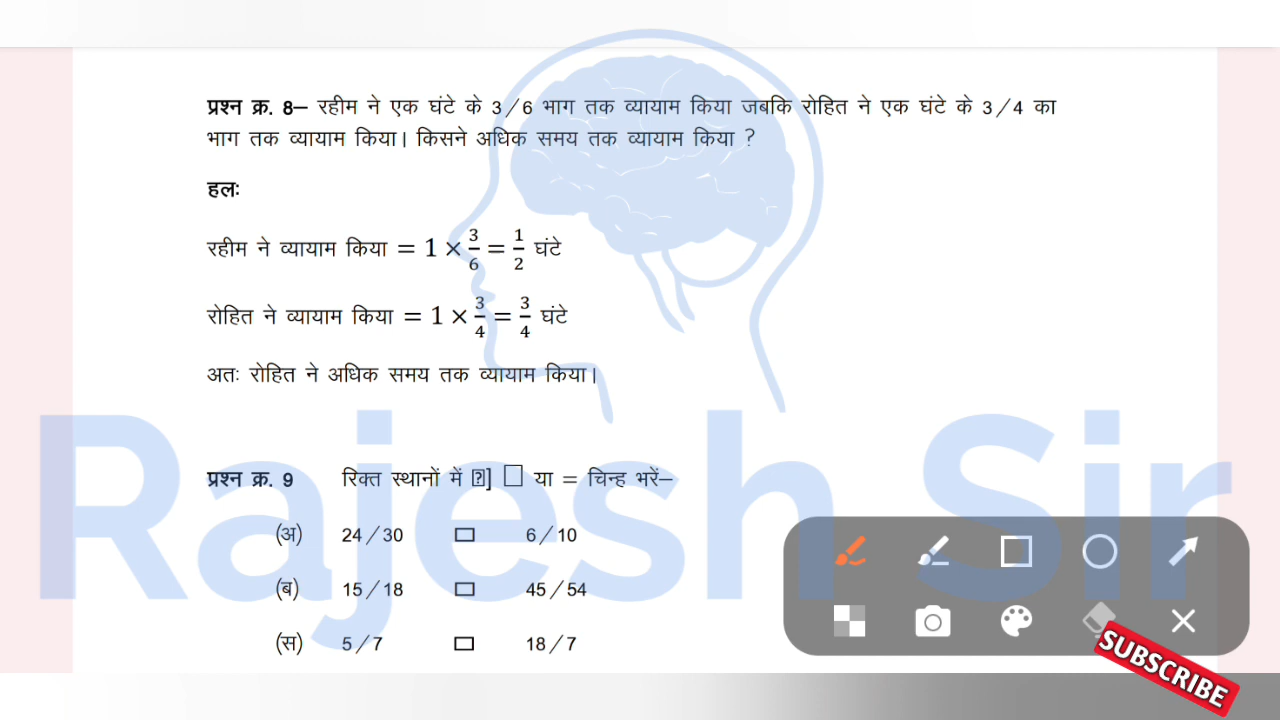 प्रश्न क्र. 8– रहीम ने एक घंटे के 3/6 भाग तक व्यायाम किया जबकि रोहित ने एक घंटे के 3/4 का
भाग तक व्यायाम किया। किसने अधिक समय तक व्यायाम किया ?
हलः
रहीम ने व्यायाम किया = 1 × 3/6 = 1/2 घंटे
रोहित ने व्यायाम किया = 1 × 3/4 = 3/4 घंटे
अतः रोहित ने अधिक समय तक व्यायाम किया।
Rajesh Sir
प्रश्न क्र. 9 रिक्त स्थानों में ⍰] □ या = चिन्ह भरें–
(अ) 24/30 ▭ 6/10
(ब) 15/18 ▭ 45/54
(स) 5/7 ▭ 18/7
SUBSCRIBE